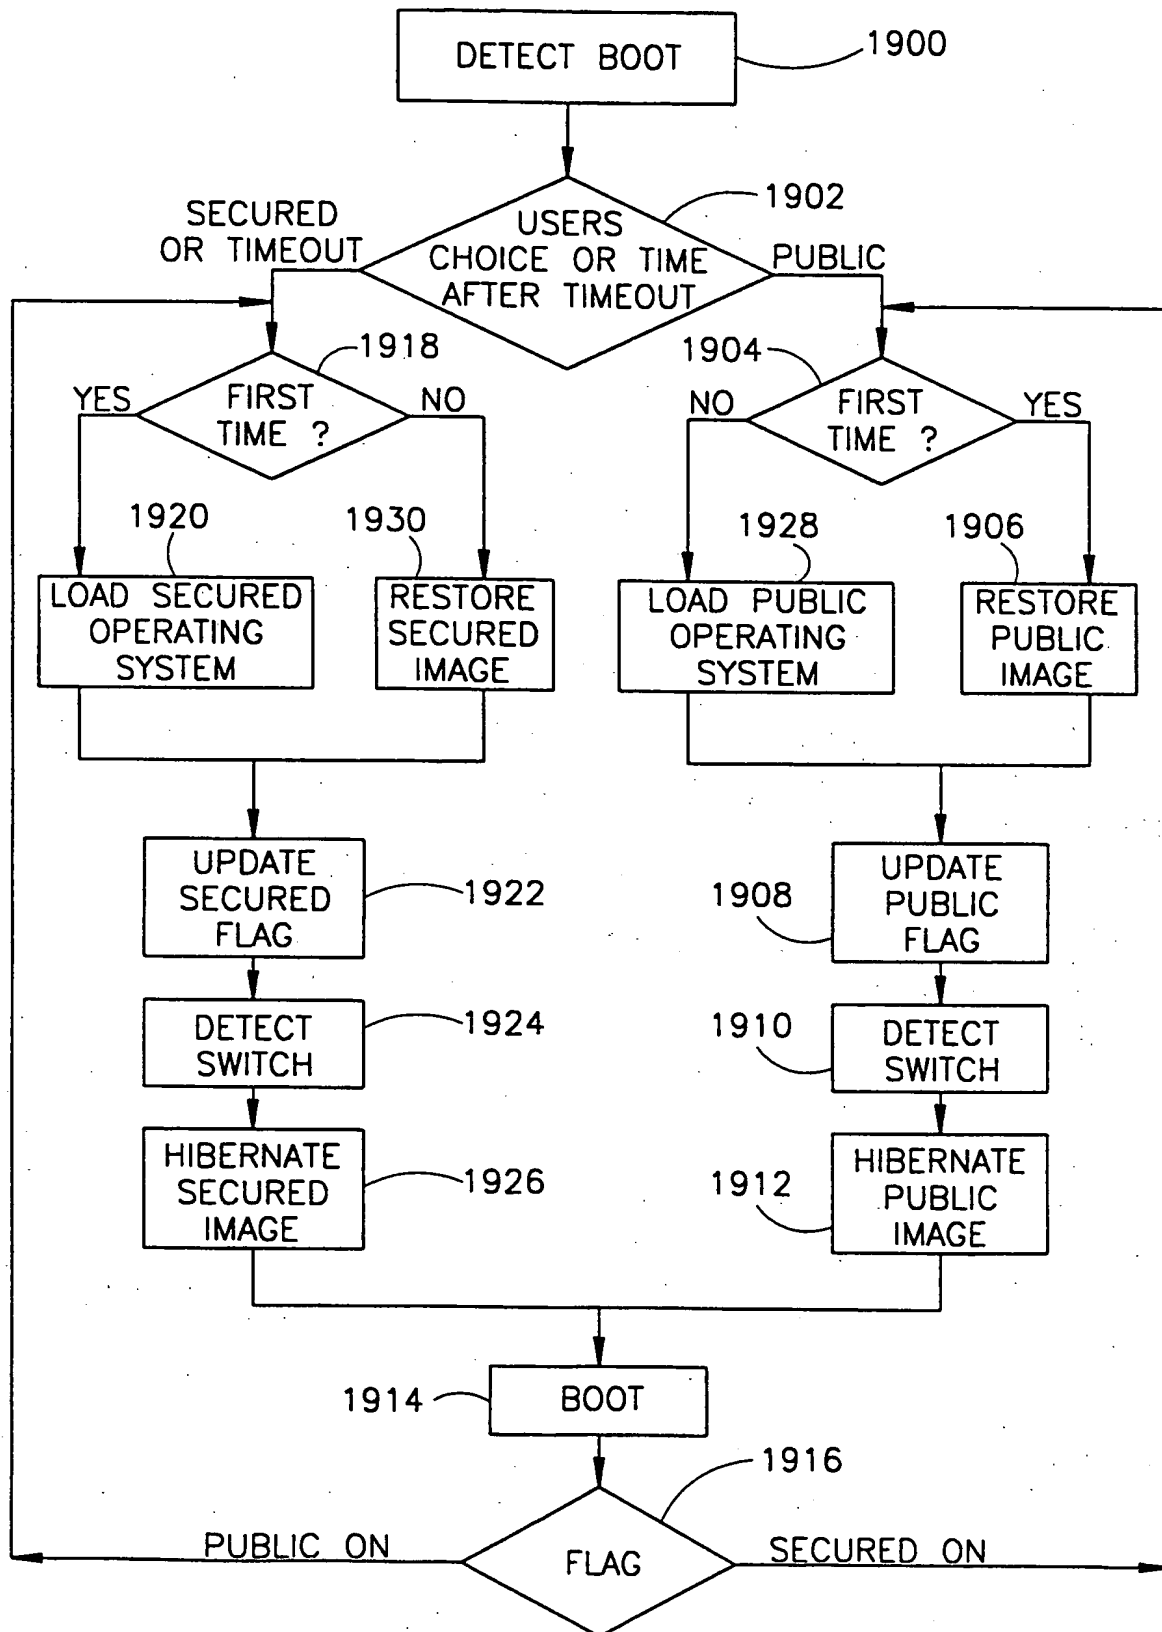 DETECT BOOT
1900
1902
USERS
CHOICE OR TIME
AFTER TIMEOUT
SECURED
OR TIMEOUT
PUBLIC
1918
FIRST
TIME ?
YES
NO
1904
FIRST
TIME ?
NO
YES
1920
LOAD SECURED
OPERATING
SYSTEM
1930
RESTORE
SECURED
IMAGE
1928
LOAD PUBLIC
OPERATING
SYSTEM
1906
RESTORE
PUBLIC
IMAGE
UPDATE
SECURED
FLAG
1922
1908
UPDATE
PUBLIC
FLAG
DETECT
SWITCH
1924
1910
DETECT
SWITCH
HIBERNATE
SECURED
IMAGE
1926
1912
HIBERNATE
PUBLIC
IMAGE
1914
BOOT
1916
PUBLIC ON
FLAG
SECURED ON